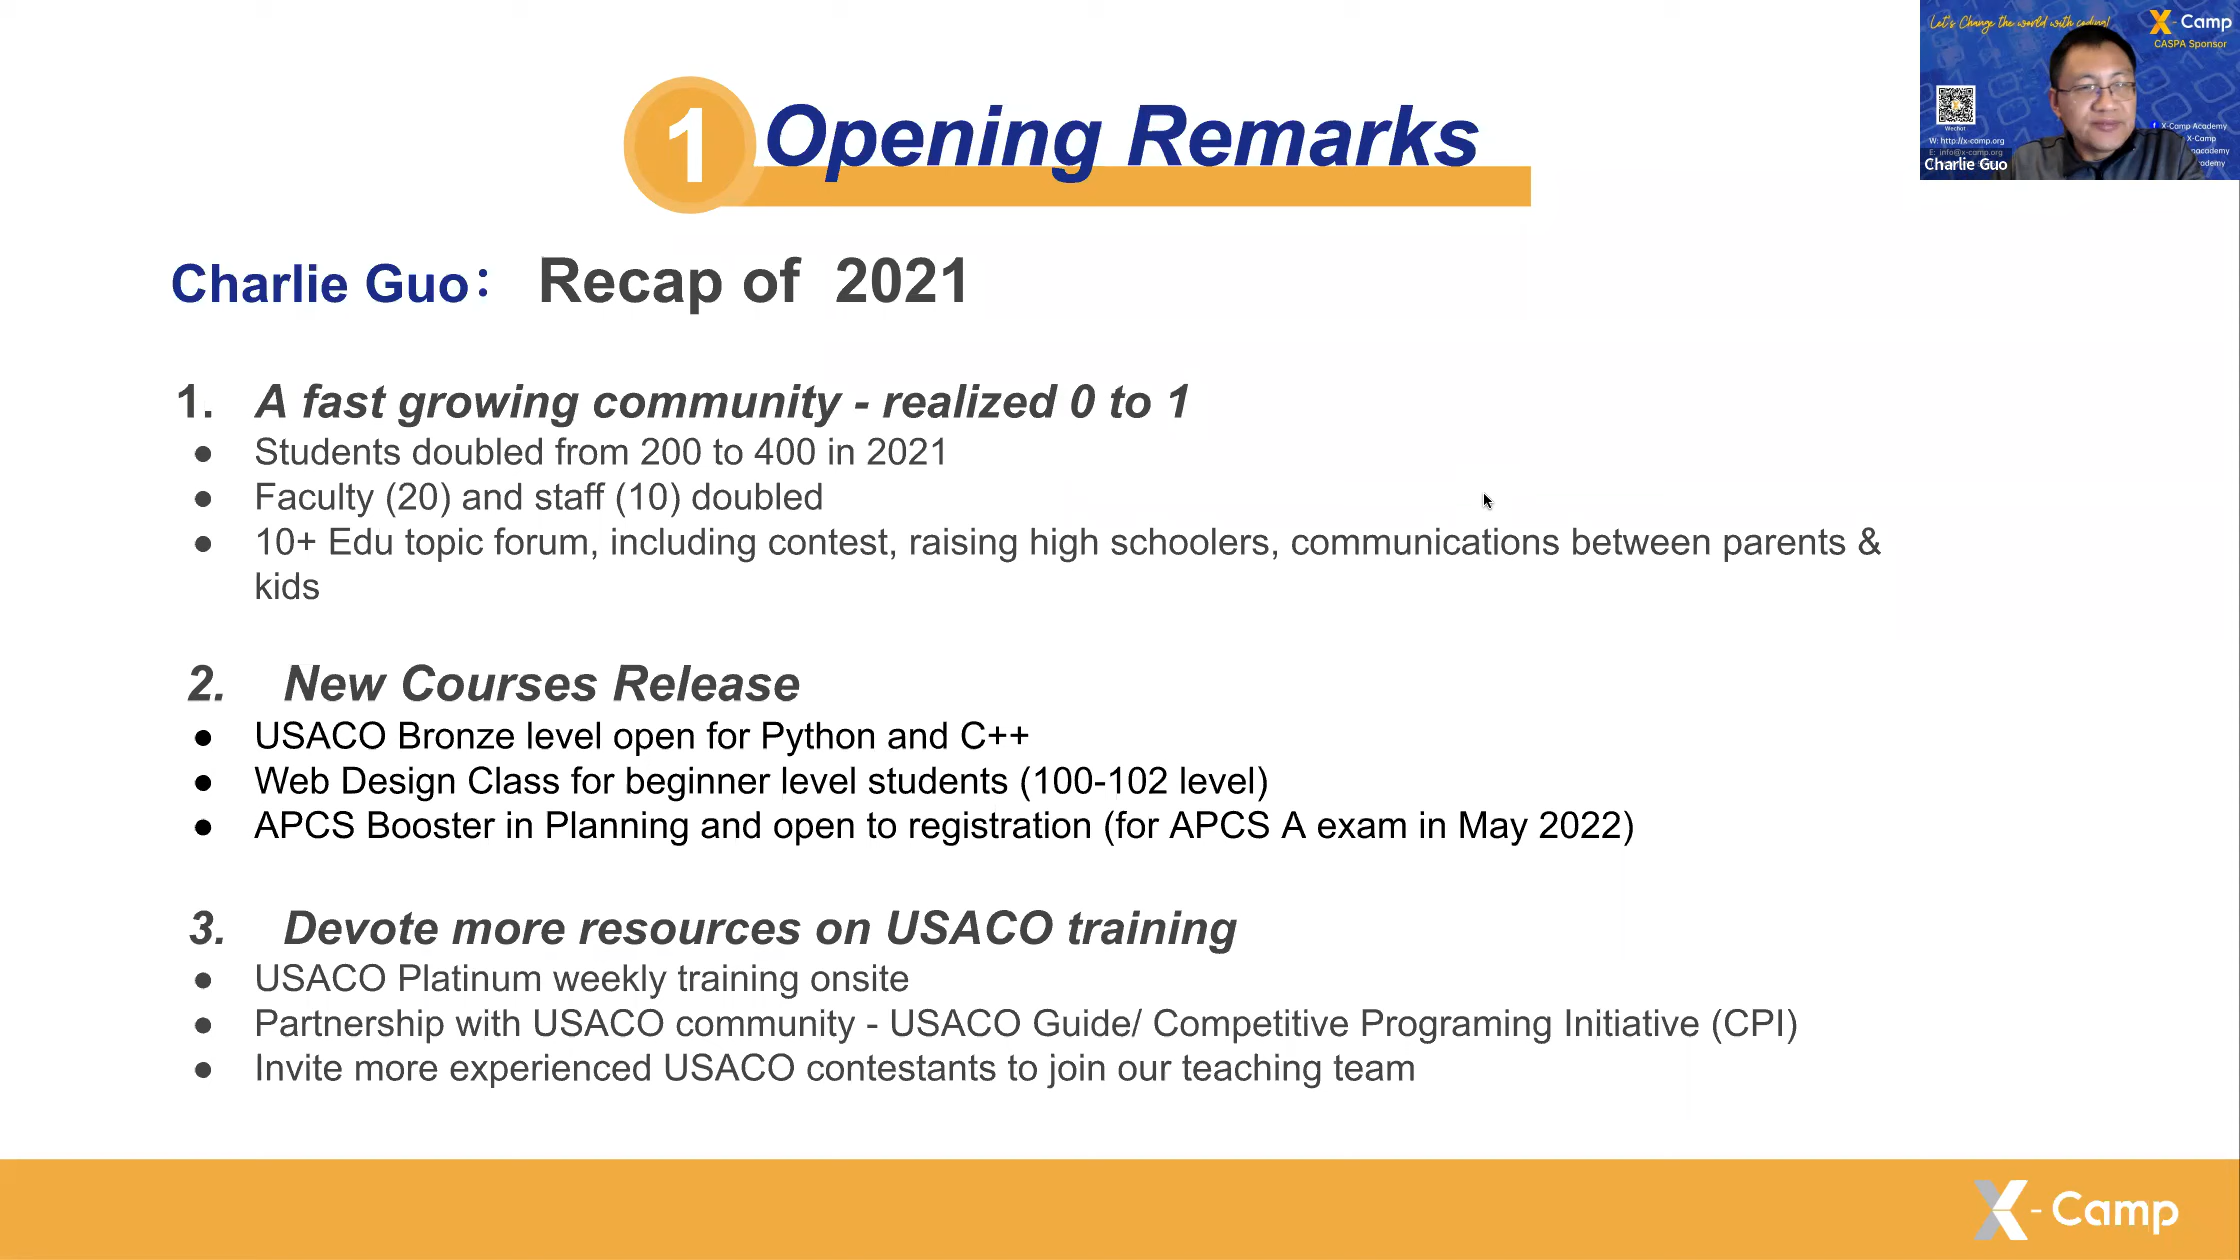 Let's Change the world with coding!
X-Camp
CASPA Sponsor
Wechat
W: http://x-camp.org
E: info@x-camp.org
X-Camp Academy
X-Camp
Charlie Guo
1 Opening Remarks
Charlie Guo： Recap of 2021
1. A fast growing community - realized 0 to 1
● Students doubled from 200 to 400 in 2021
● Faculty (20) and staff (10) doubled
● 10+ Edu topic forum, including contest, raising high schoolers, communications between parents &
kids
2. New Courses Release
● USACO Bronze level open for Python and C++
● Web Design Class for beginner level students (100-102 level)
● APCS Booster in Planning and open to registration (for APCS A exam in May 2022)
3. Devote more resources on USACO training
● USACO Platinum weekly training onsite
● Partnership with USACO community - USACO Guide/ Competitive Programing Initiative (CPI)
● Invite more experienced USACO contestants to join our teaching team
X-Camp